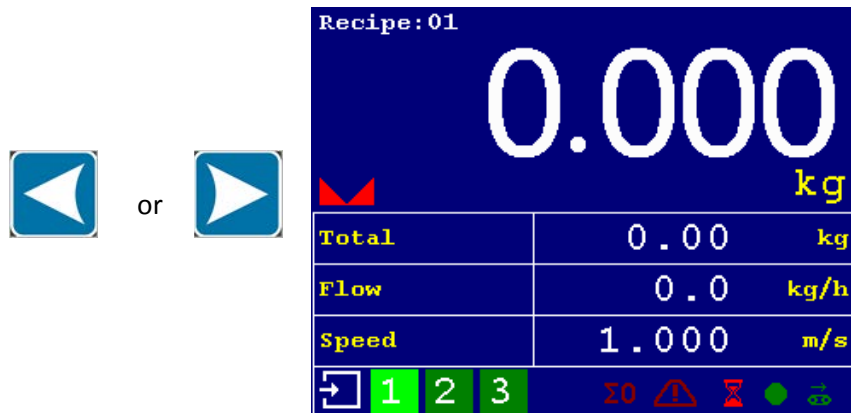 or
Recipe:01
0.000
kg
Total 0.00 kg
Flow 0.0 kg/h
Speed 1.000 m/s
1 2 3 Σ0